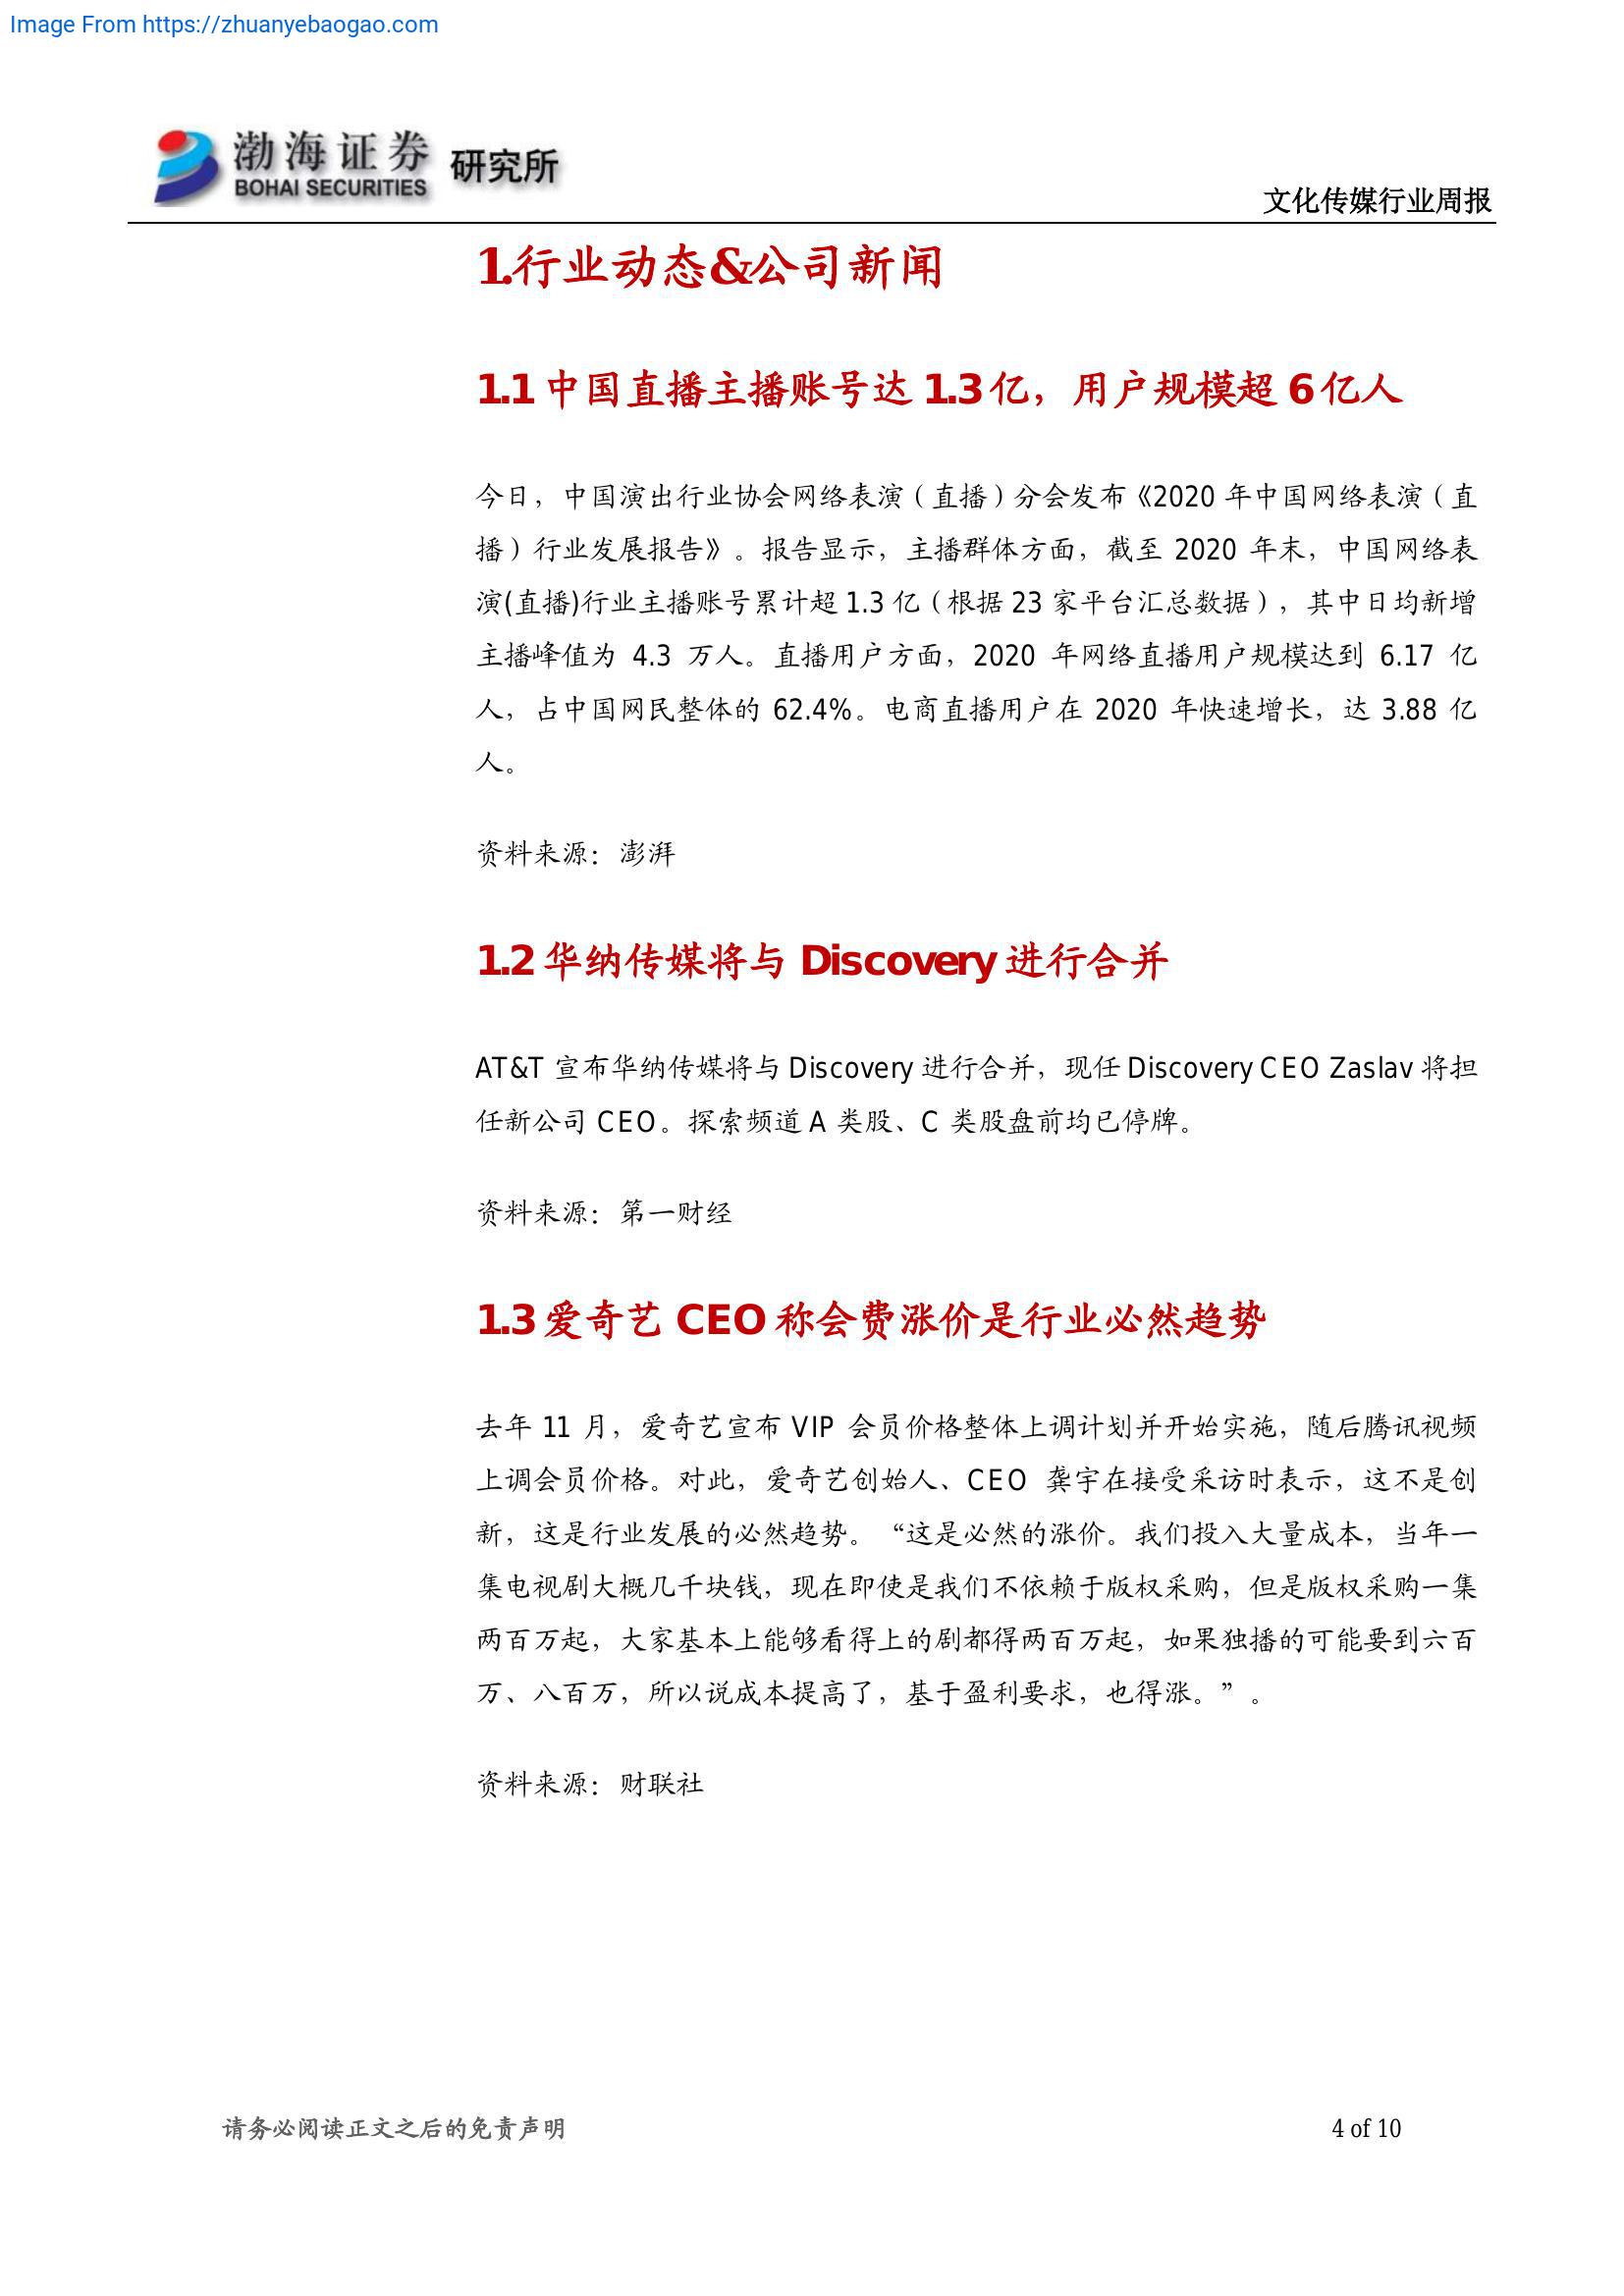 Image From https://zhuanyebaogao.com
渤海证券 研究所
BOHAI SECURITIES
文化传媒行业周报
1.行业动态&公司新闻
1.1 中国直播主播账号达 1.3 亿，用户规模超 6 亿人
今日，中国演出行业协会网络表演（直播）分会发布《2020 年中国网络表演（直
播）行业发展报告》。报告显示，主播群体方面，截至 2020 年末，中国网络表
演(直播)行业主播账号累计超 1.3 亿（根据 23 家平台汇总数据），其中日均新增
主播峰值为 4.3 万人。直播用户方面，2020 年网络直播用户规模达到 6.17 亿
人，占中国网民整体的 62.4%。电商直播用户在 2020 年快速增长，达 3.88 亿
人。
资料来源：澎湃
1.2 华纳传媒将与 Discovery 进行合并
AT&T 宣布华纳传媒将与 Discovery 进行合并，现任 Discovery CEO Zaslav 将担
任新公司 CEO。探索频道 A 类股、C 类股盘前均已停牌。
资料来源：第一财经
1.3 爱奇艺 CEO 称会费涨价是行业必然趋势
去年 11 月，爱奇艺宣布 VIP 会员价格整体上调计划并开始实施，随后腾讯视频
上调会员价格。对此，爱奇艺创始人、CEO 龚宇在接受采访时表示，这不是创
新，这是行业发展的必然趋势。“这是必然的涨价。我们投入大量成本，当年一
集电视剧大概几千块钱，现在即使是我们不依赖于版权采购，但是版权采购一集
两百万起，大家基本上能够看得上的剧都得两百万起，如果独播的可能要到六百
万、八百万，所以说成本提高了，基于盈利要求，也得涨。”。
资料来源：财联社
请务必阅读正文之后的免责声明
4 of 10